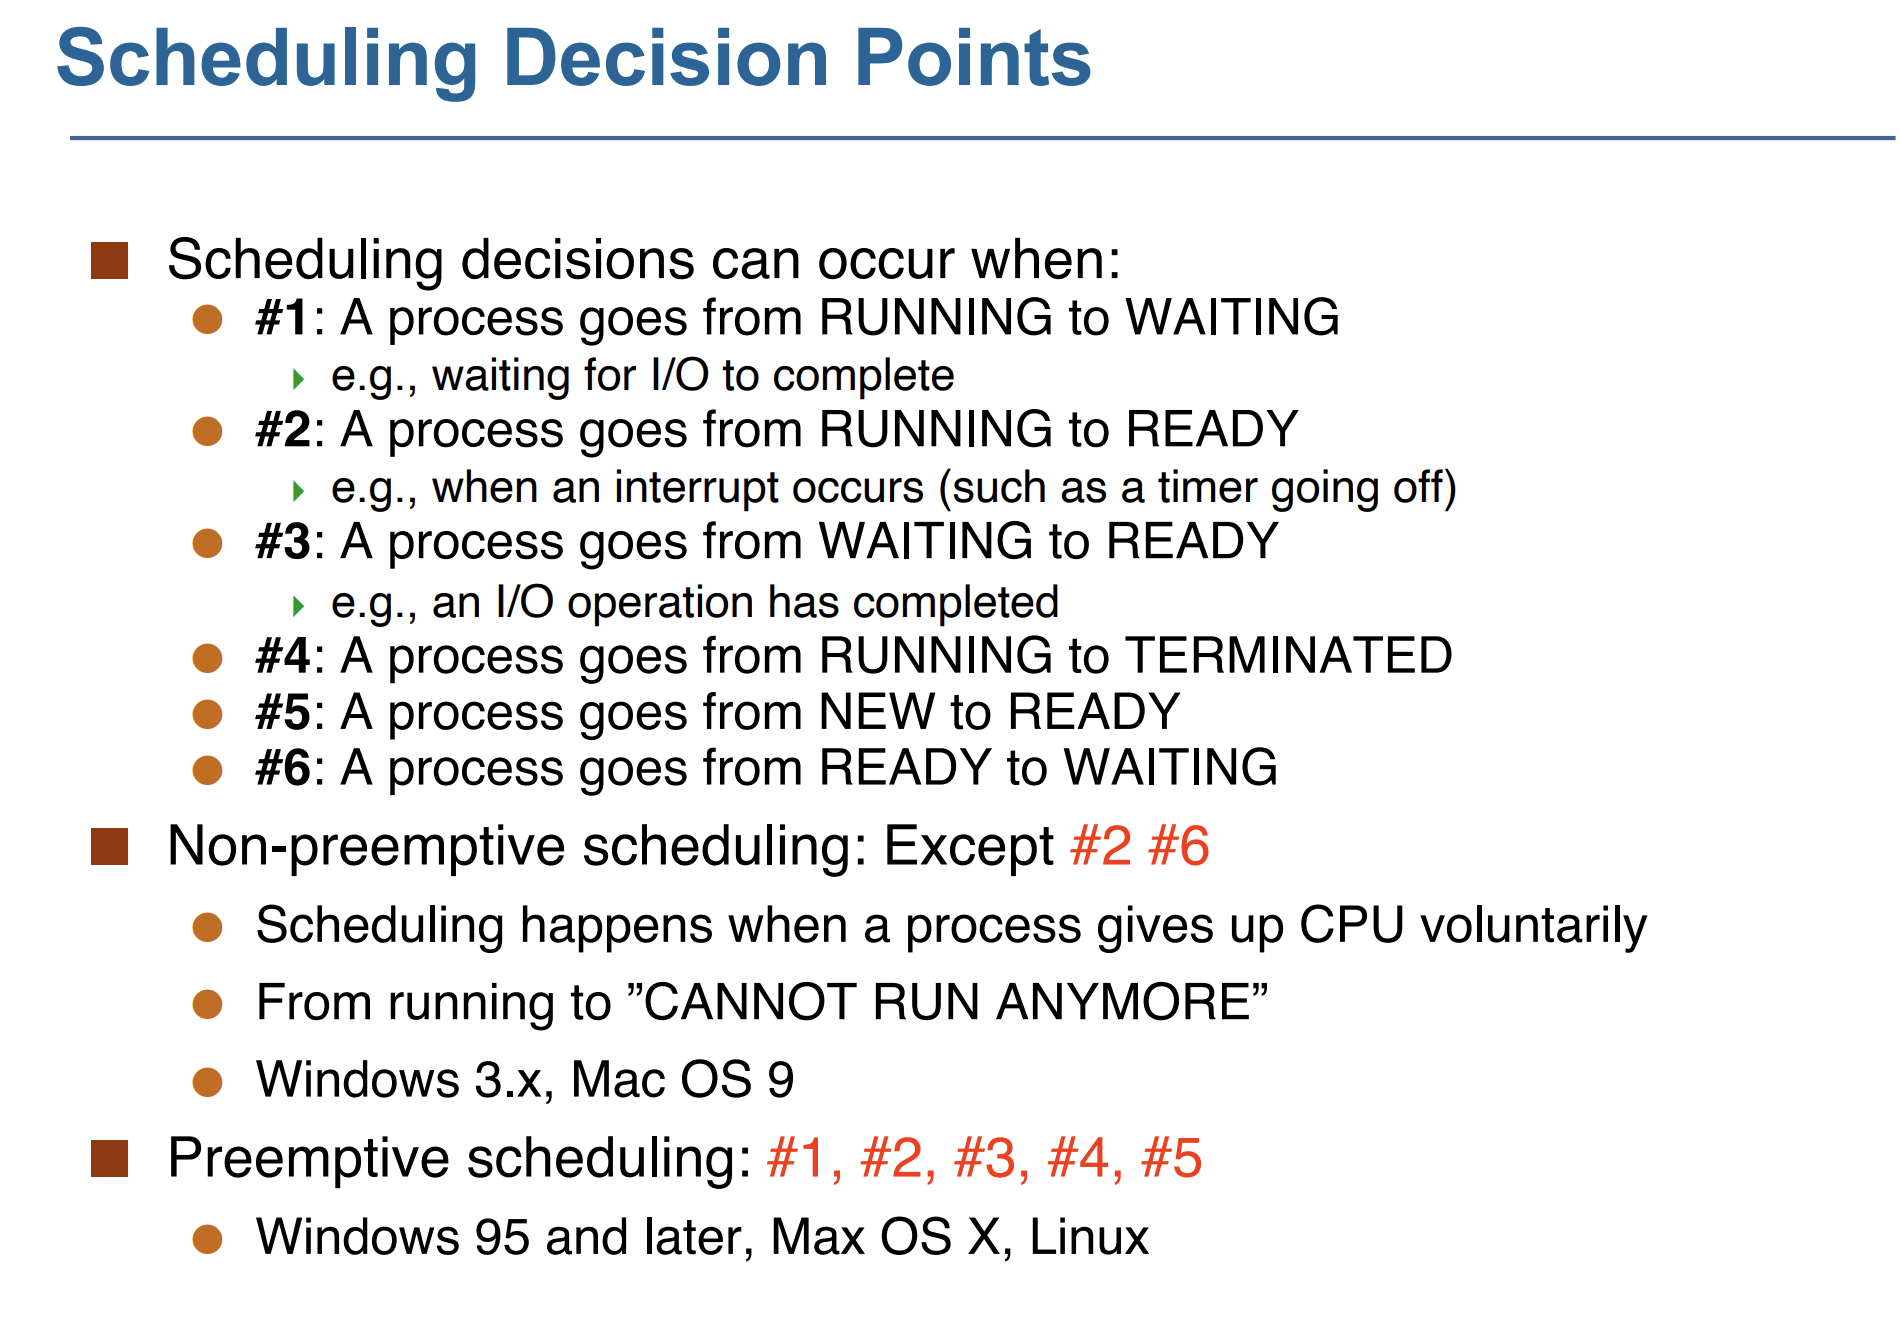 Scheduling Decision Points
Scheduling decisions can occur when:
#1: A process goes from RUNNING to WAITING
e.g., waiting for I/O to complete
#2: A process goes from RUNNING to READY
e.g., when an interrupt occurs (such as a timer going off)
#3: A process goes from WAITING to READY
e.g., an I/O operation has completed
#4: A process goes from RUNNING to TERMINATED
#5: A process goes from NEW to READY
#6: A process goes from READY to WAITING
Non-preemptive scheduling: Except #2 #6
Scheduling happens when a process gives up CPU voluntarily
From running to ”CANNOT RUN ANYMORE”
Windows 3.x, Mac OS 9
Preemptive scheduling: #1, #2, #3, #4, #5
Windows 95 and later, Max OS X, Linux